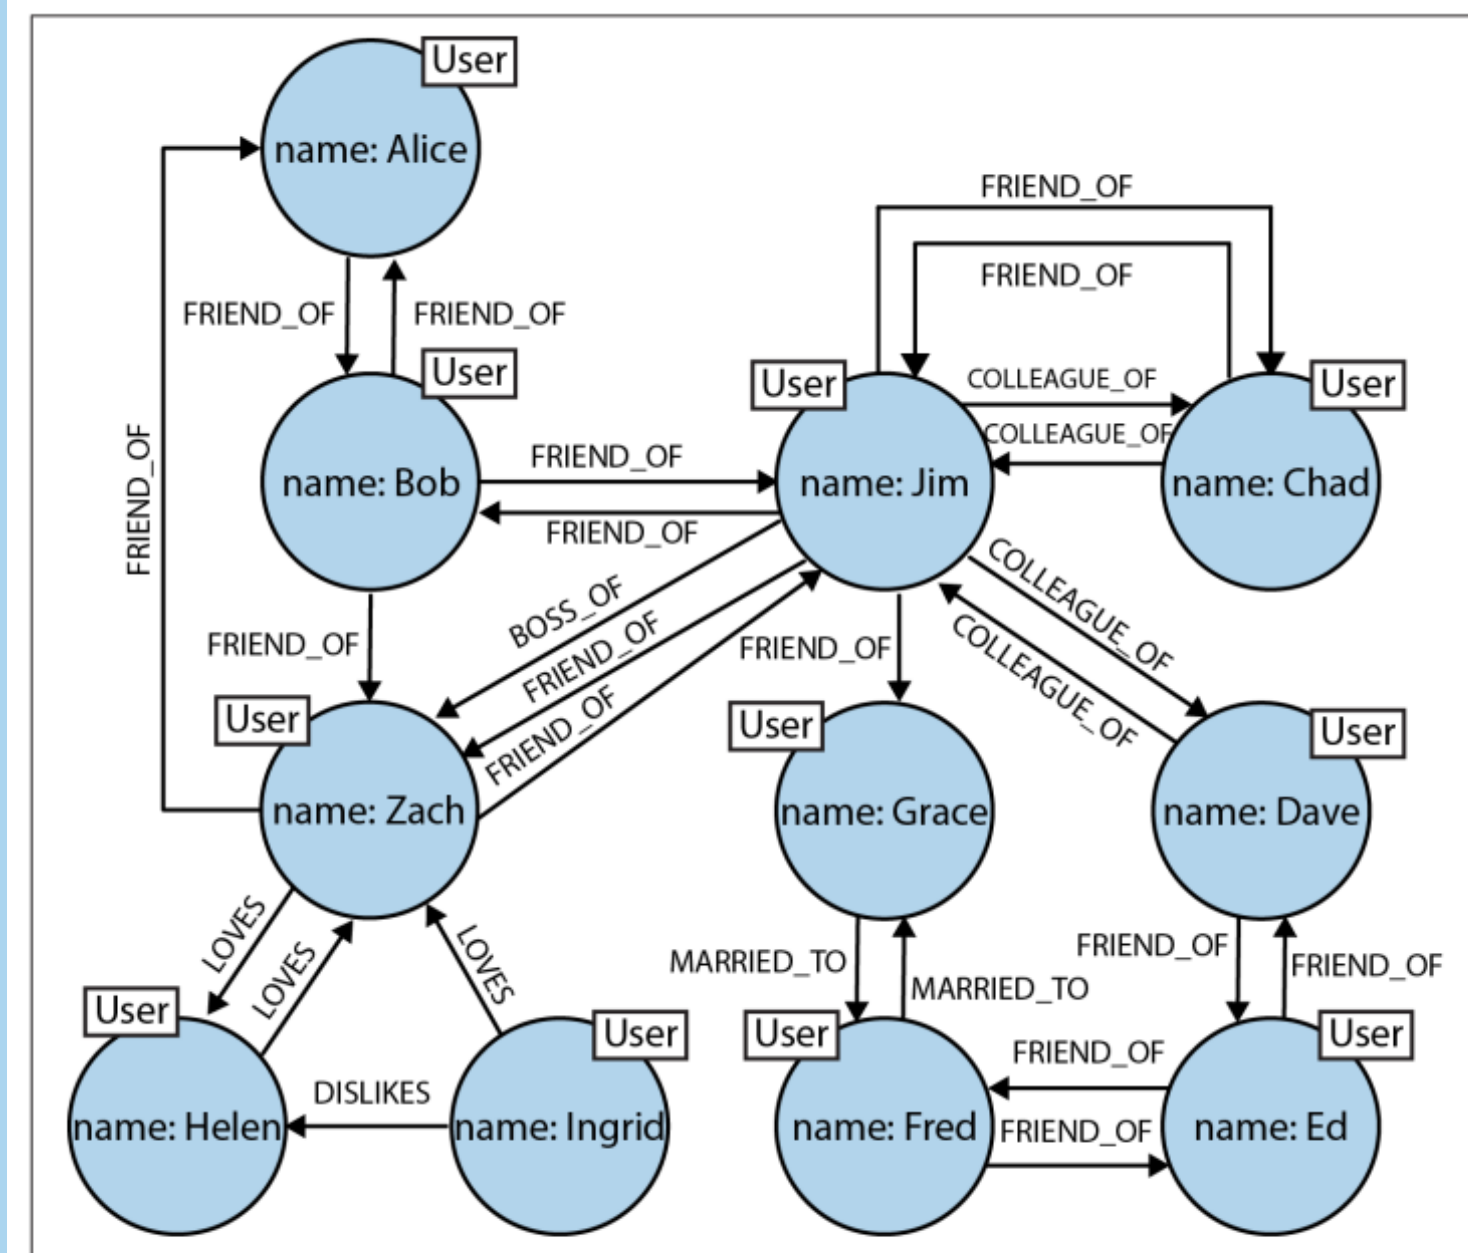 User
name: Alice
FRIEND_OF
FRIEND_OF
FRIEND_OF
FRIEND_OF
FRIEND_OF
User
User
User
COLLEAGUE_OF
COLLEAGUE_OF
FRIEND_OF
name: Bob
name: Jim
name: Chad
FRIEND_OF
FRIEND_OF
BOSS_OF
FRIEND_OF
FRIEND_OF
FRIEND_OF
FRIEND_OF
COLLEAGUE_OF
COLLEAGUE_OF
User
User
User
name: Zach
name: Grace
name: Dave
LOVES
LOVES
LOVES
MARRIED_TO
MARRIED_TO
FRIEND_OF
FRIEND_OF
User
User
User
User
FRIEND_OF
DISLIKES
name: Helen
name: Ingrid
name: Fred
FRIEND_OF
name: Ed